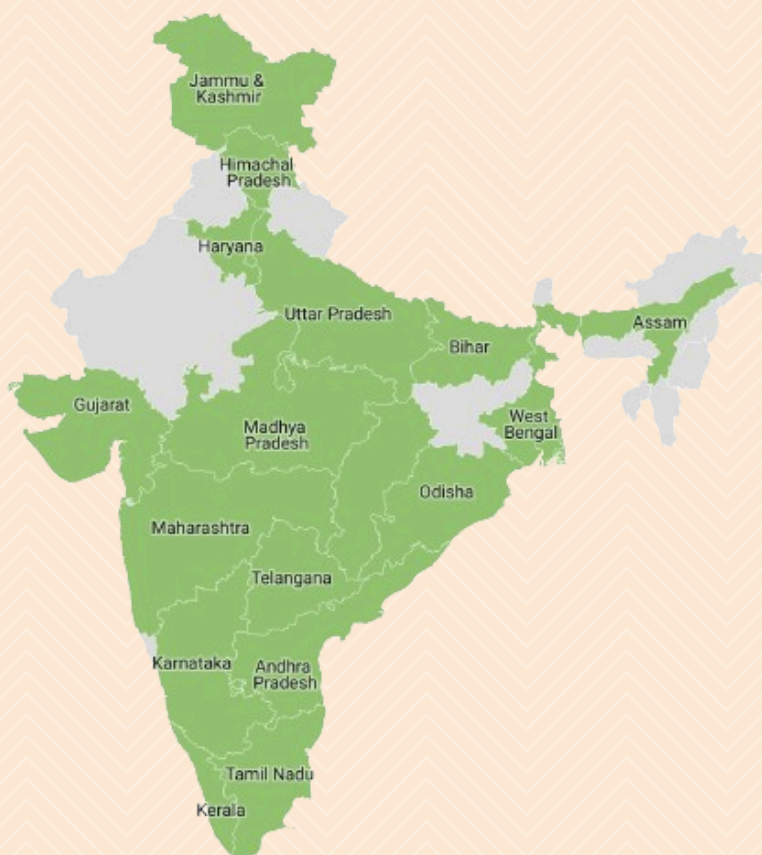 Jammu &
Kashmir
Himachal
Pradesh
Haryana
Uttar Pradesh
Assam
Bihar
Gujarat
West
Bengal
Madhya
Pradesh
Odisha
Maharashtra
Telangana
Karnataka
Andhra
Pradesh
Tamil Nadu
Kerala